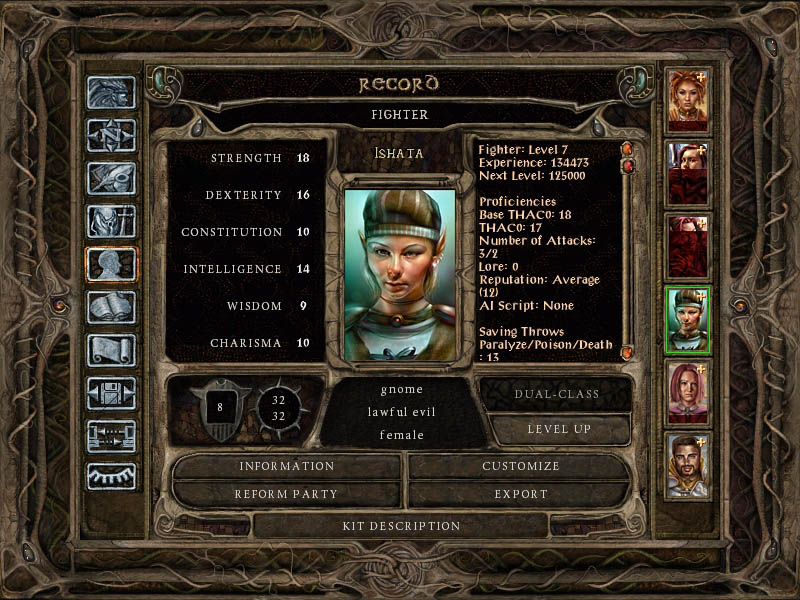 RECORD
FIGHTER
ISHATA
STRENGTH 18
DEXTERITY 16
CONSTITUTION 10
INTELLIGENCE 14
WISDOM 9
CHARISMA 10
Fighter: Level 7
Experience: 134473
Next Level: 125000
Proficiencies
Base THAC0: 18
THAC0: 17
Number of Attacks:
3/2
Lore: 0
Reputation: Average
(12)
AI Script: None
Saving Throws
Paralyze/Poison/Death
: 13
8
32
32
gnome
lawful evil
female
DUAL-CLASS
LEVEL UP
INFORMATION
CUSTOMIZE
REFORM PARTY
EXPORT
KIT DESCRIPTION